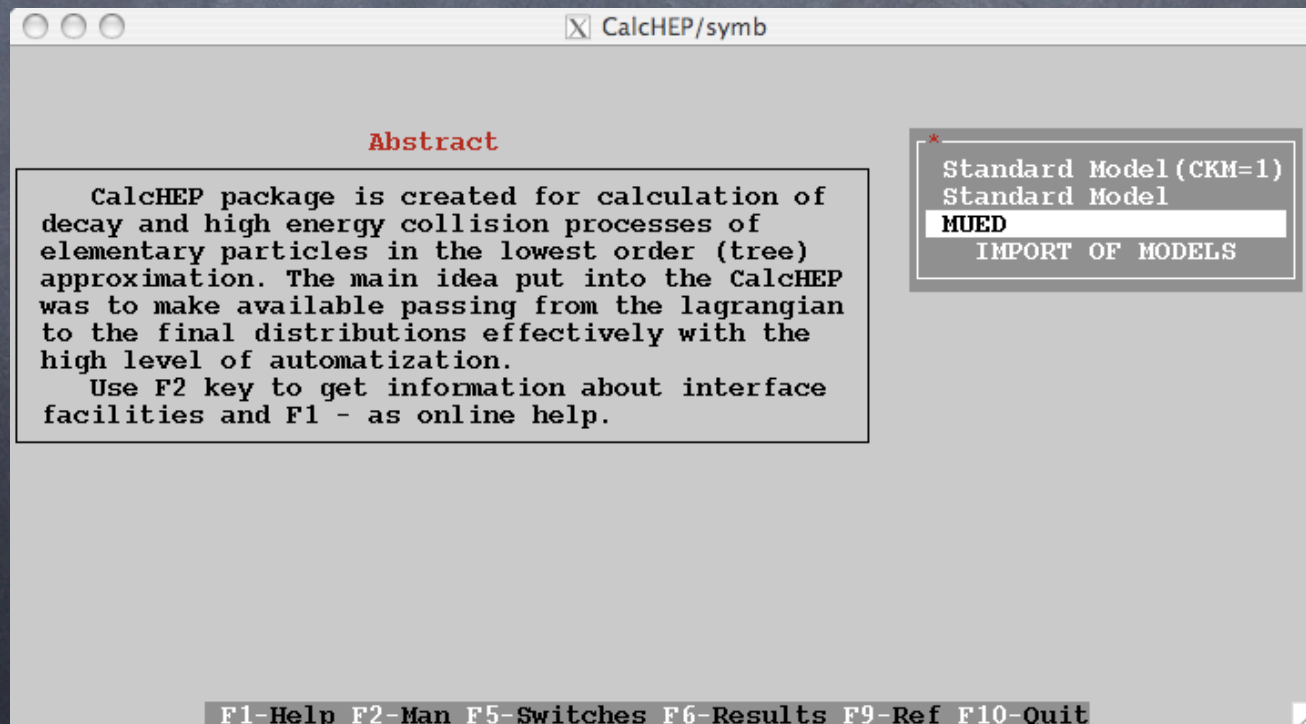 CalcHEP/symb
Abstract
CalcHEP package is created for calculation of
decay and high energy collision processes of
elementary particles in the lowest order (tree)
approximation. The main idea put into the CalcHEP
was to make available passing from the lagrangian
to the final distributions effectively with the
high level of automatization.
Use F2 key to get information about interface
facilities and F1 - as online help.
*
Standard Model(CKM=1)
Standard Model
MUED
IMPORT OF MODELS
F1-Help F2-Man F5-Switches F6-Results F9-Ref F10-Quit